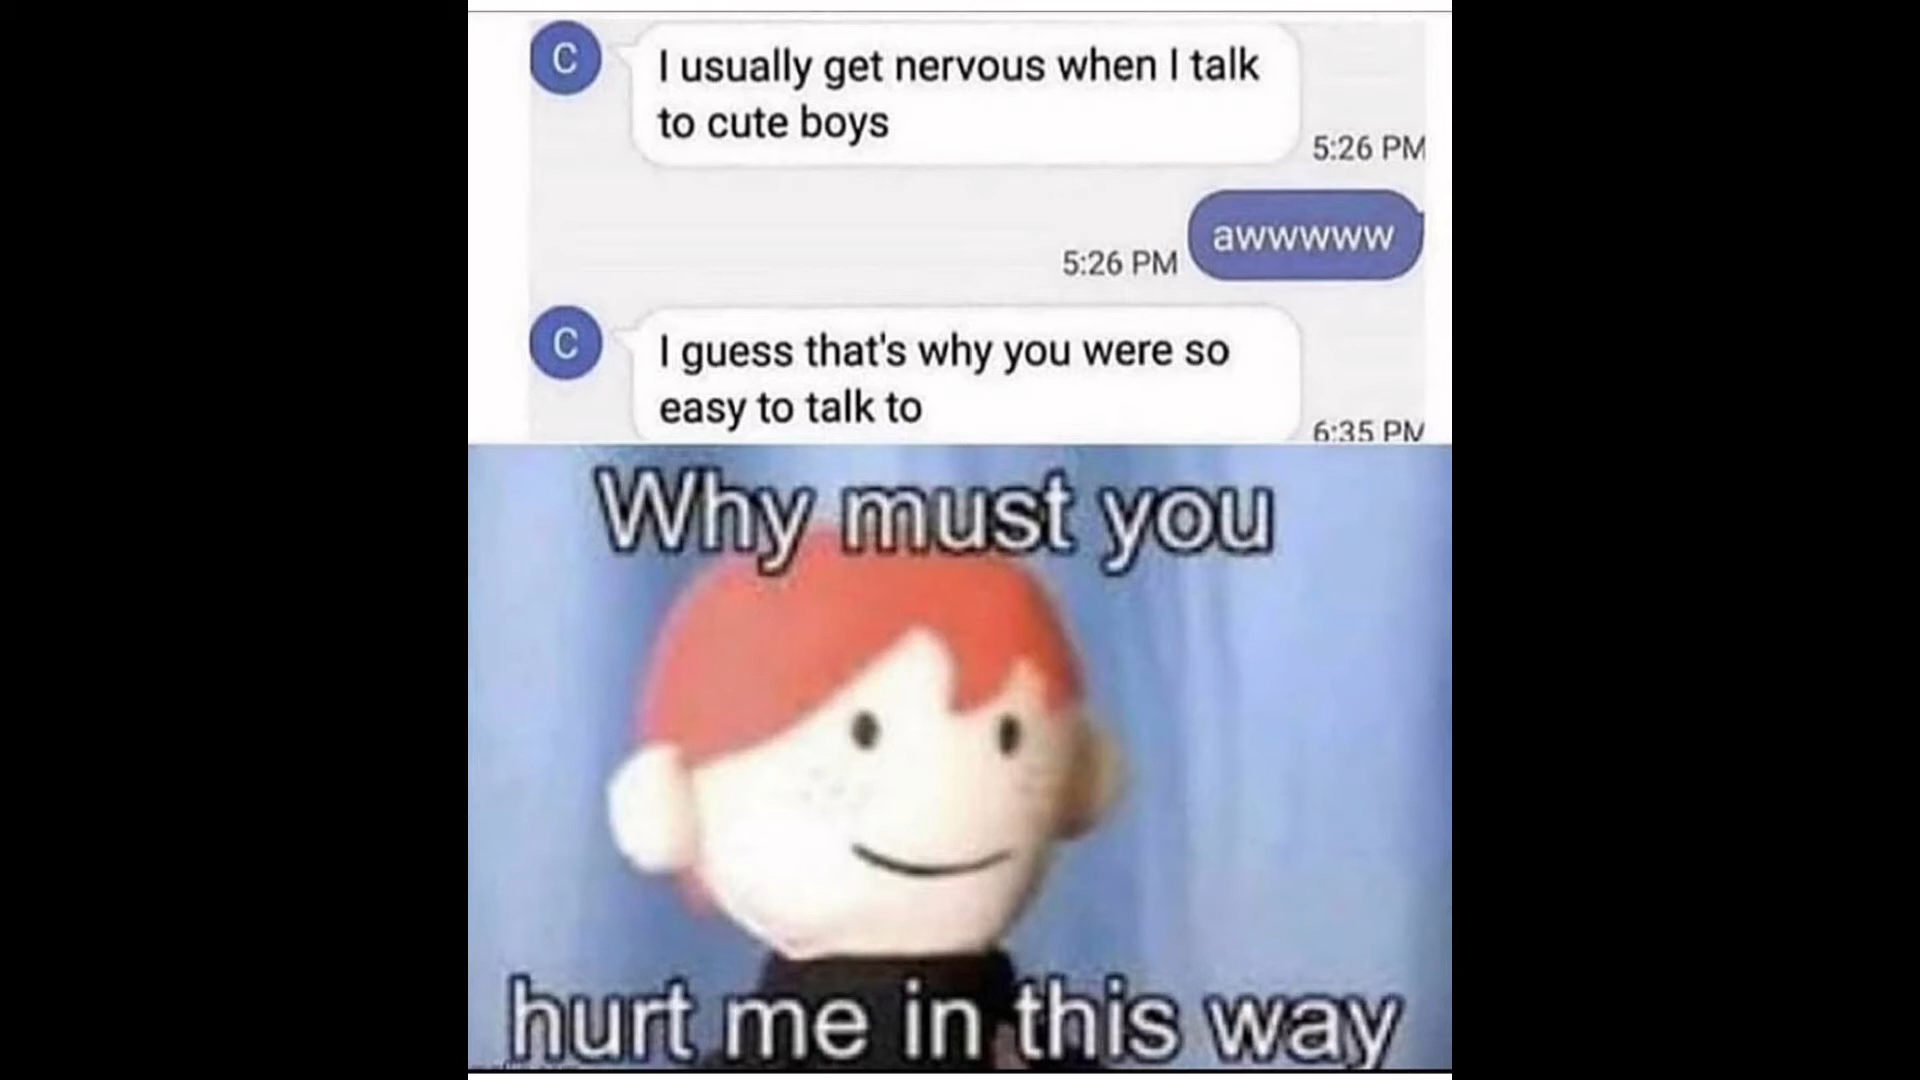 C
I usually get nervous when I talk
to cute boys
5:26 PM
awwwww
5:26 PM
C
I guess that's why you were so
easy to talk to
6:35 PM
Why must you
hurt me in this way